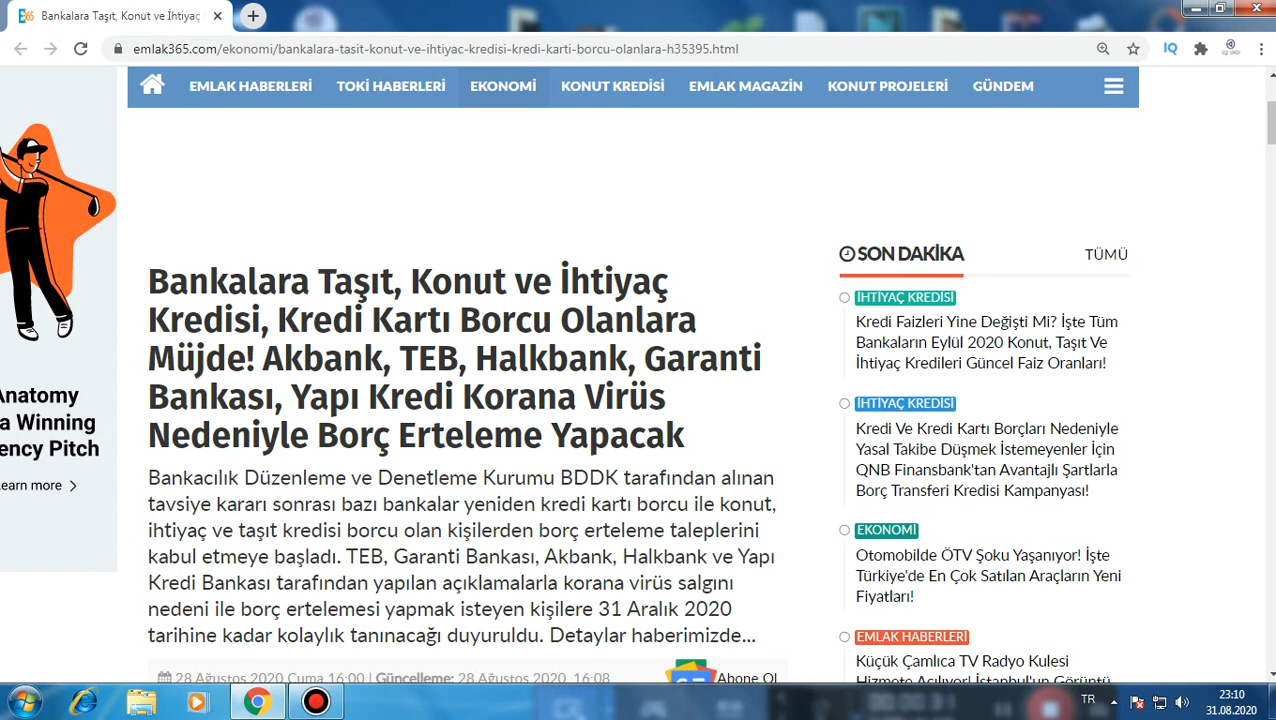 Bankalara Taşıt, Konut ve İhtiyaç
emlak365.com/ekonomi/bankalara-tasit-konut-ve-ihtiyac-kredisi-kredi-karti-borcu-olanlara-h35395.html
IQ
EMLAK HABERLERİ TOKİ HABERLERİ EKONOMİ KONUT KREDİSİ EMLAK MAGAZİN KONUT PROJELERİ GÜNDEM
Anatomy
a Winning
ency Pitch
earn more
Bankalara Taşıt, Konut ve İhtiyaç
Kredisi, Kredi Kartı Borcu Olanlara
Müjde! Akbank, TEB, Halkbank, Garanti
Bankası, Yapı Kredi Korana Virüs
Nedeniyle Borç Erteleme Yapacak
Bankacılık Düzenleme ve Denetleme Kurumu BDDK tarafından alınan
tavsiye kararı sonrası bazı bankalar yeniden kredi kartı borcu ile konut,
ihtiyaç ve taşıt kredisi borcu olan kişilerden borç erteleme taleplerini
kabul etmeye başladı. TEB, Garanti Bankası, Akbank, Halkbank ve Yapı
Kredi Bankası tarafından yapılan açıklamalarla korana virüs salgını
nedeni ile borç ertelemesi yapmak isteyen kişilere 31 Aralık 2020
tarihine kadar kolaylık tanınacağı duyuruldu. Detaylar haberimizde...
28 Ağustos 2020 Cuma 16:00 | Güncelleme: 28 Ağustos 2020, 16:08
Abone Ol
SON DAKİKA TÜMÜ
İHTİYAÇ KREDİSİ
Kredi Faizleri Yine Değişti Mi? İşte Tüm
Bankaların Eylül 2020 Konut, Taşıt Ve
İhtiyaç Kredileri Güncel Faiz Oranları!
İHTİYAÇ KREDİSİ
Kredi Ve Kredi Kartı Borçları Nedeniyle
Yasal Takibe Düşmek İstemeyenler İçin
QNB Finansbank'tan Avantajlı Şartlarla
Borç Transferi Kredisi Kampanyası!
EKONOMİ
Otomobilde ÖTV Şoku Yaşanıyor! İşte
Türkiye'de En Çok Satılan Araçların Yeni
Fiyatları!
EMLAK HABERLERİ
Küçük Çamlıca TV Radyo Kulesi
Hizmete Açılıyor! İstanbul'un Görüntü
TR
23:10
31.08.2020